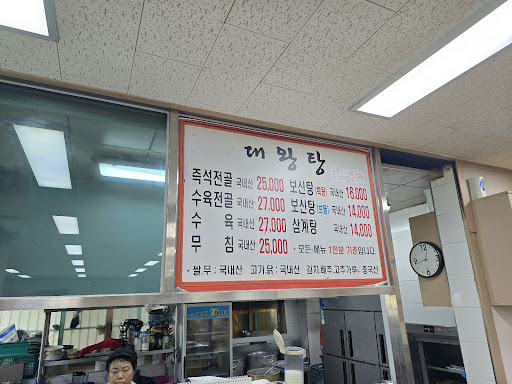 대왕탕
즉석전골 국내산 25,000 보신탕(특탕) 국내산 16,000
수육전골 국내산 27,000 보신탕(보통) 국내산 14,000
수육 국내산 27,000 삼계탕 국내산 14,000
무침 국내산 25,000 · 모든메뉴 1인분 기준입니다.
· 쌀,무 : 국내산 고기,닭 : 국내산 김치,배추,고추가루 : 중국산